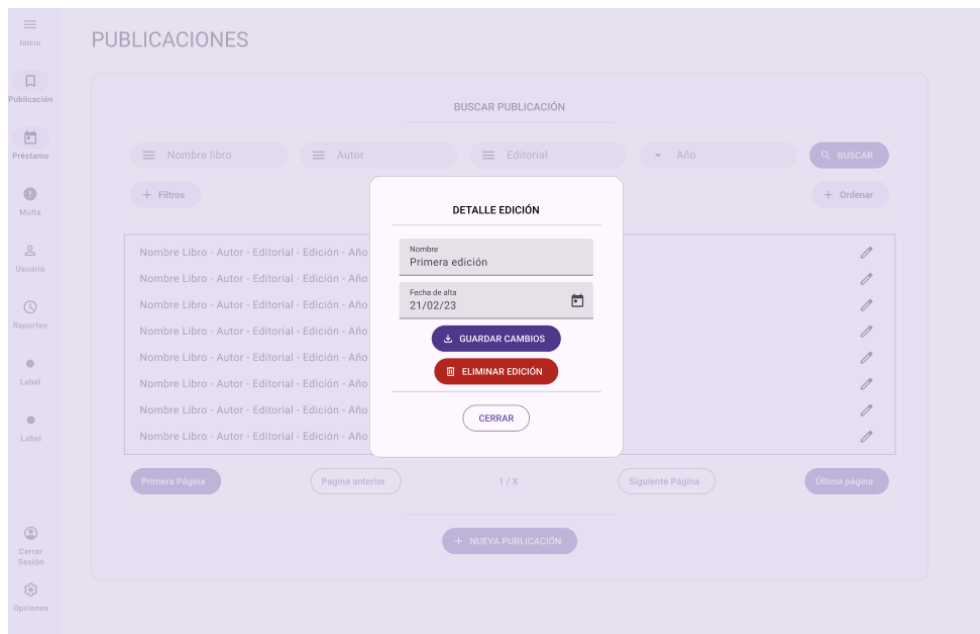 Inicio
PUBLICACIONES
Publicación
BUSCAR PUBLICACIÓN
Préstamo
Nombre libro
Autor
Editorial
Año
BUSCAR
Filtros
Ordenar
Multa
DETALLE EDICIÓN
Usuario
Nombre
Primera edición
Fecha de alta
21/02/23
GUARDAR CAMBIOS
ELIMINAR EDICIÓN
CERRAR
Nombre Libro - Autor - Editorial - Edición - Año
Nombre Libro - Autor - Editorial - Edición - Año
Nombre Libro - Autor - Editorial - Edición - Año
Nombre Libro - Autor - Editorial - Edición - Año
Nombre Libro - Autor - Editorial - Edición - Año
Nombre Libro - Autor - Editorial - Edición - Año
Nombre Libro - Autor - Editorial - Edición - Año
Nombre Libro - Autor - Editorial - Edición - Año
Reportes
Label
Label
Primera Página
Pagina anterior
1 / X
Siguiente Página
Última página
+ NUEVA PUBLICACIÓN
Cerrar
Sesión
Opciones